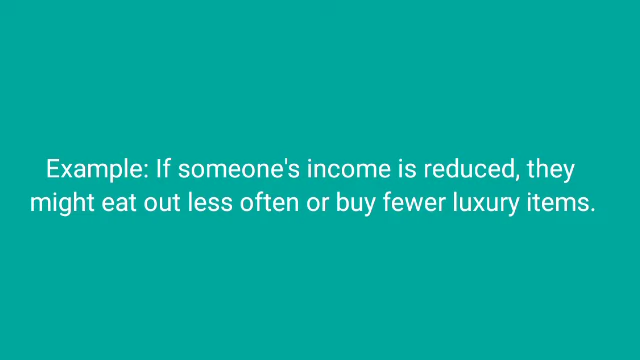 Example: If someone's income is reduced, they
might eat out less often or buy fewer luxury items.